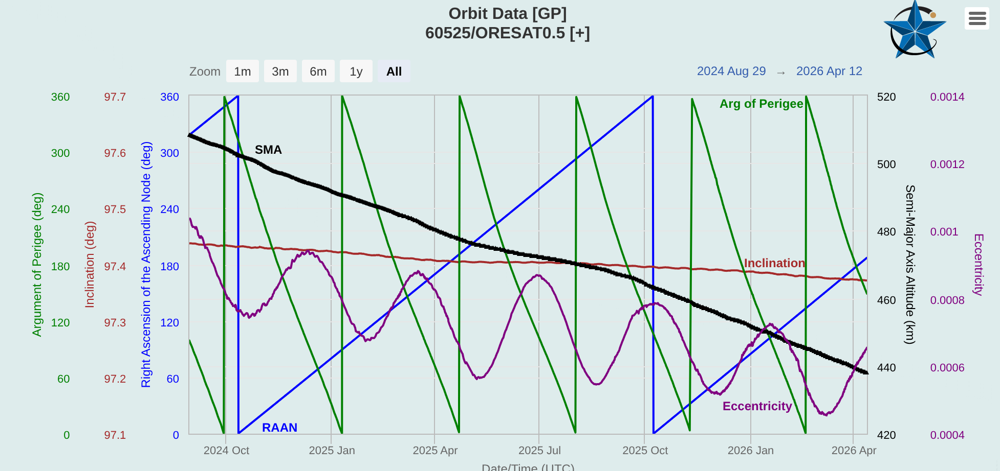 Orbit Data [GP]
60525/ORESAT0.5 [+]
Zoom 1m 3m 6m 1y All
2024 Aug 29 → 2026 Apr 12
Argument of Perigee (deg)
360
300
240
180
120
60
0
Inclination (deg)
97.7
97.6
97.5
97.4
97.3
97.2
97.1
Right Ascension of the Ascending Node (deg)
360
300
240
180
120
60
0
Arg of Perigee
SMA
Inclination
Eccentricity
RAAN
520
500
480
460
440
420
Semi-Major Axis Altitude (km)
0.0014
0.0012
0.001
0.0008
0.0006
0.0004
Eccentricity
2024 Oct 2025 Jan 2025 Apr 2025 Jul 2025 Oct 2026 Jan 2026 Apr
Date/Time (UTC)